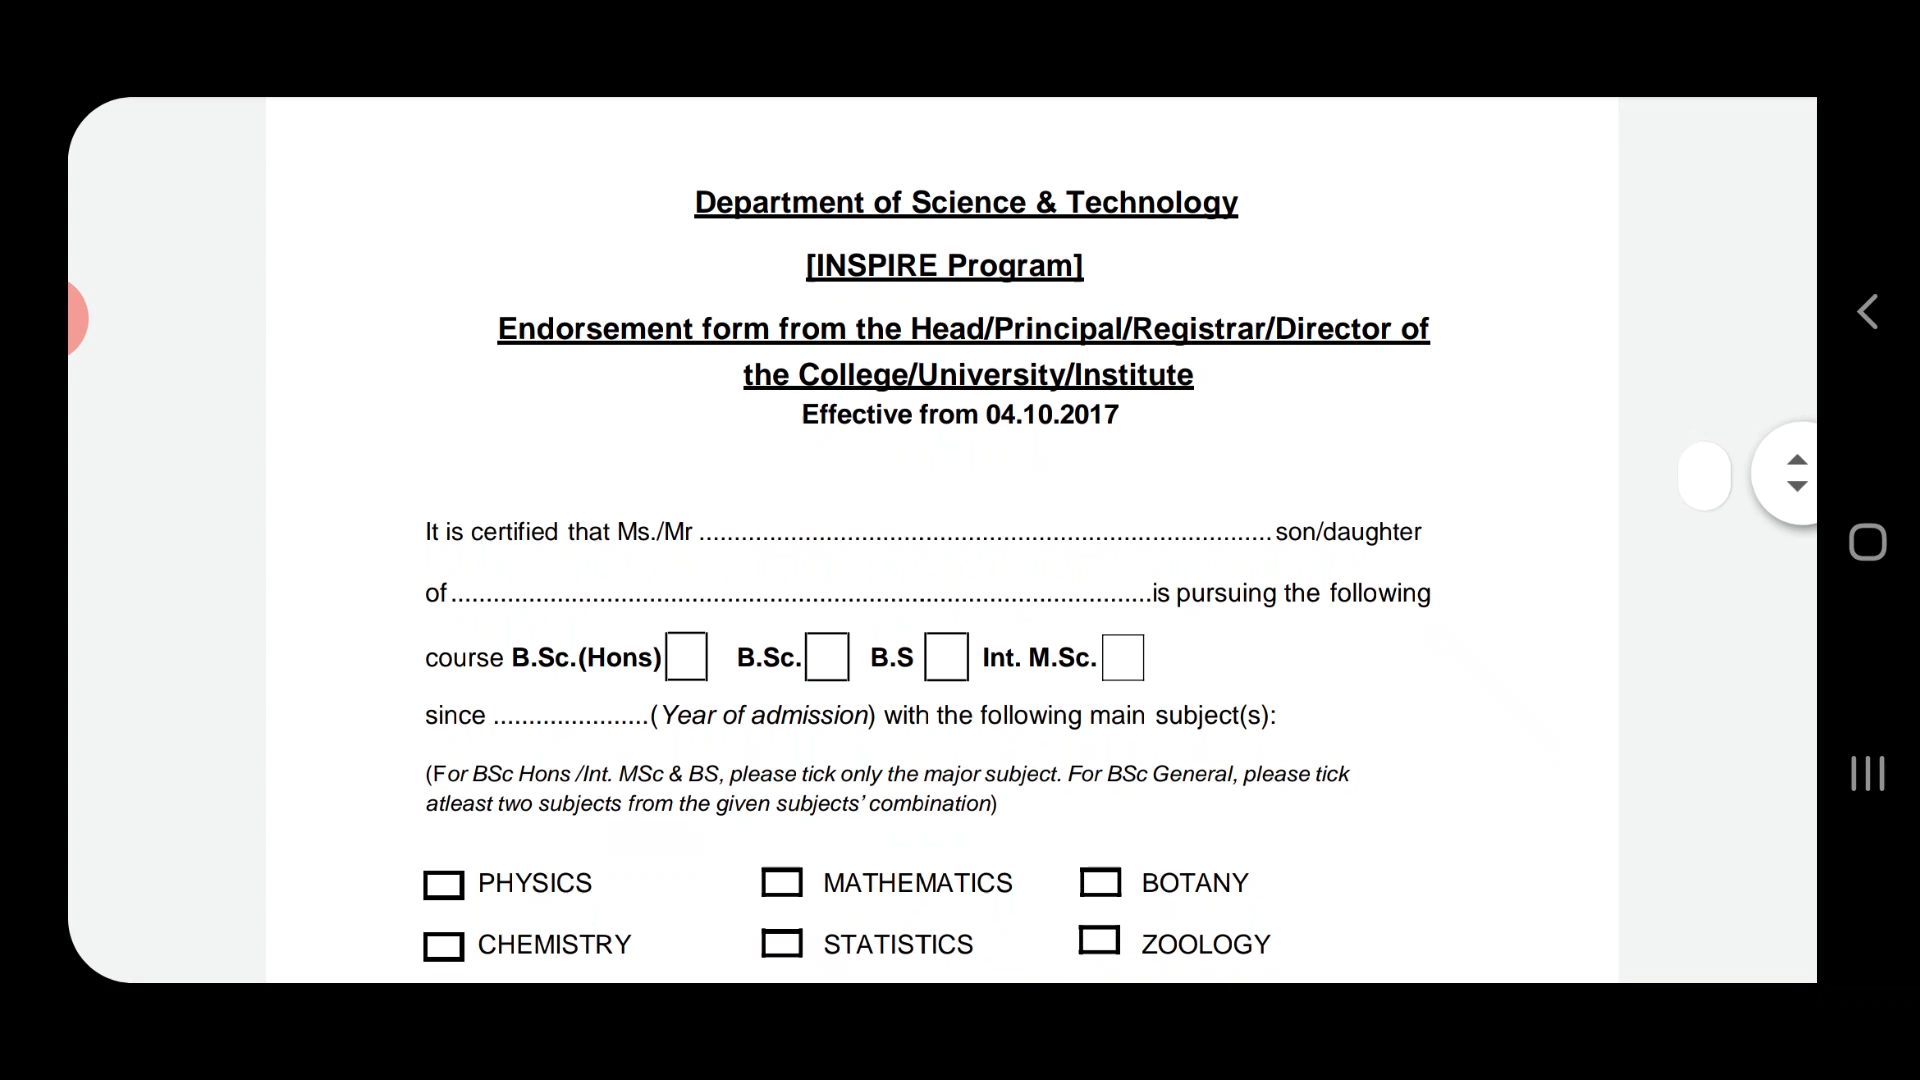 Department of Science & Technology
[INSPIRE Program]
Endorsement form from the Head/Principal/Registrar/Director of
the College/University/Institute
Effective from 04.10.2017
It is certified that Ms./Mr ................................................................................. son/daughter
of...................................................................................................is pursuing the following
course B.Sc.(Hons) B.Sc. B.S Int. M.Sc.
since ......................(Year of admission) with the following main subject(s):
(For BSc Hons /Int. MSc & BS, please tick only the major subject. For BSc General, please tick
atleast two subjects from the given subjects' combination)
PHYSICS MATHEMATICS BOTANY
CHEMISTRY STATISTICS ZOOLOGY